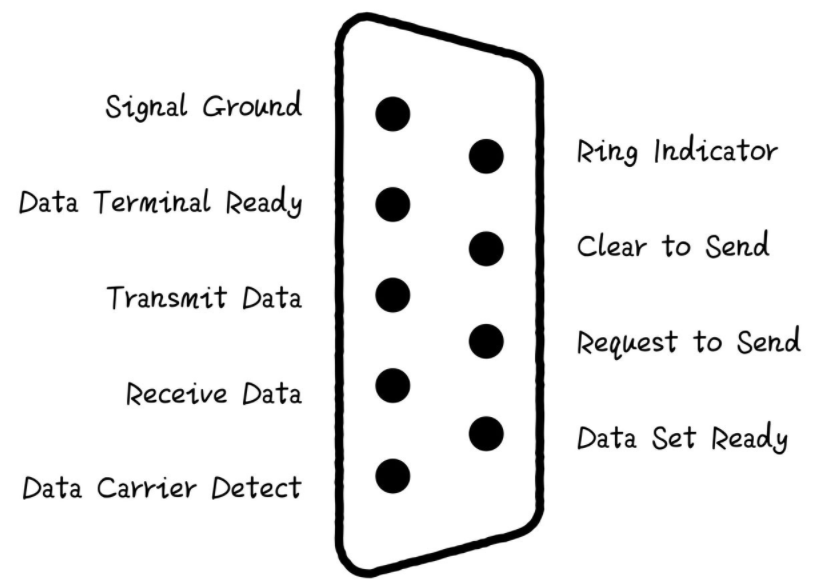 Signal Ground
Data Terminal Ready
Transmit Data
Receive Data
Data Carrier Detect
Ring Indicator
Clear to Send
Request to Send
Data Set Ready